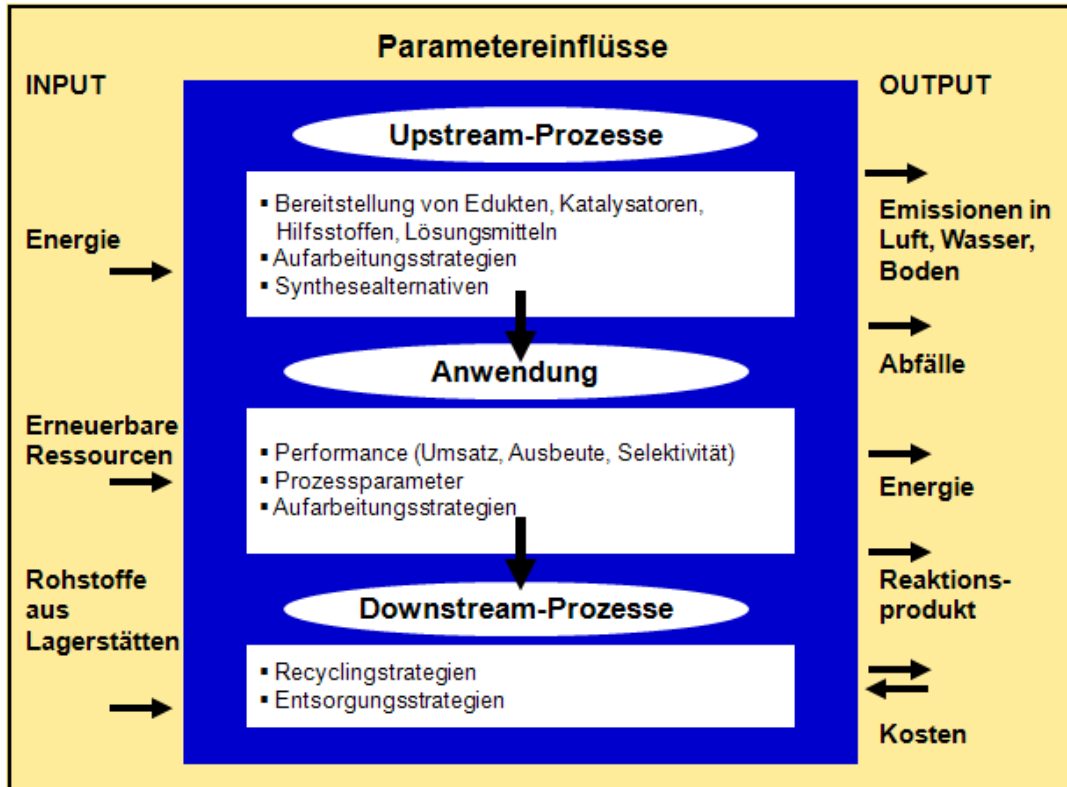 Parametereinflüsse
INPUT
Energie
Erneuerbare
Ressourcen
Rohstoffe
aus
Lagerstätten
Upstream-Prozesse
▪ Bereitstellung von Edukten, Katalysatoren,
Hilfsstoffen, Lösungsmitteln
▪ Aufarbeitungsstrategien
▪ Synthesealternativen
Anwendung
▪ Performance (Umsatz, Ausbeute, Selektivität)
▪ Prozessparameter
▪ Aufarbeitungsstrategien
Downstream-Prozesse
▪ Recyclingstrategien
▪ Entsorgungsstrategien
OUTPUT
Emissionen in
Luft, Wasser,
Boden
Abfälle
Energie
Reaktions-
produkt
Kosten